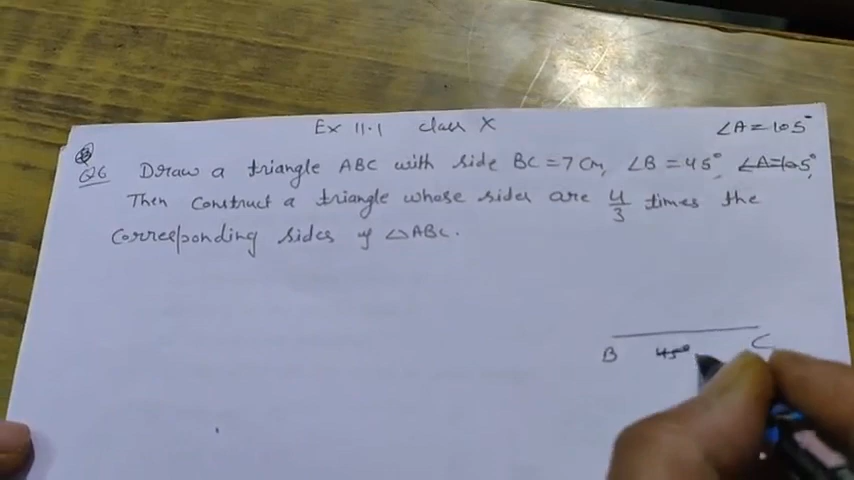 Ex 11.1 class X
∠A = 105°
Q6 Draw a triangle ABC with side BC = 7 Cm, ∠B = 45°, ∠A = 105°,
Then Construct a triangle whose sides are 4/3 times the
Corresponding sides of △ABC.
B 45° C